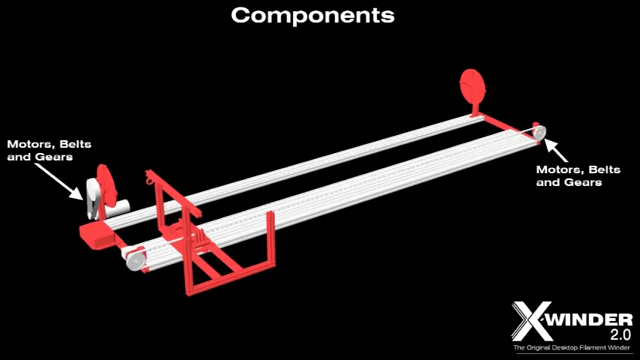 Components
Motors, Belts
and Gears
Motors, Belts
and Gears
X-WINDER
2.0
The Original Desktop Filament Winder